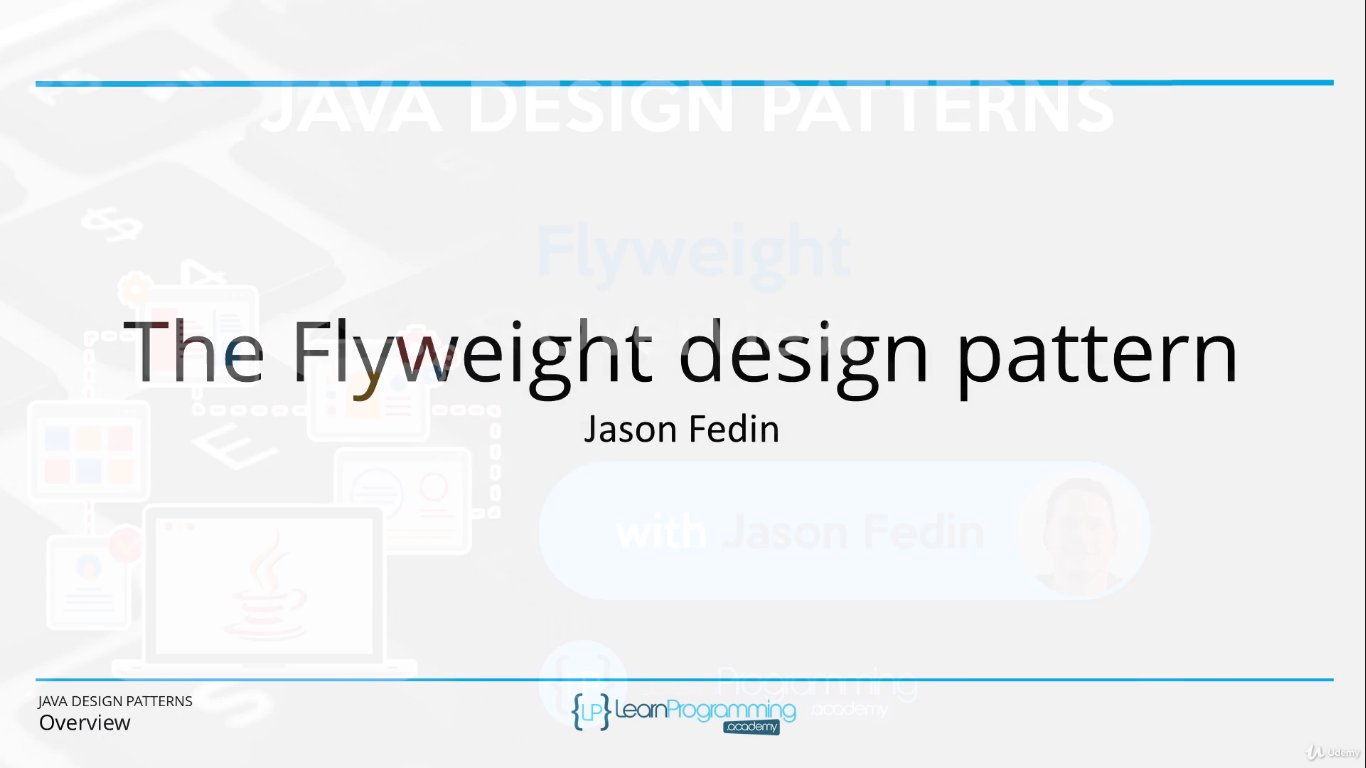 JAVA DESIGN PATTERNS
Flyweight
The Flyweight design pattern
Jason Fedin
with Jason Fedin
Programming
.academy
JAVA DESIGN PATTERNS
Overview
{LP} LearnProgramming
.academy
Udemy